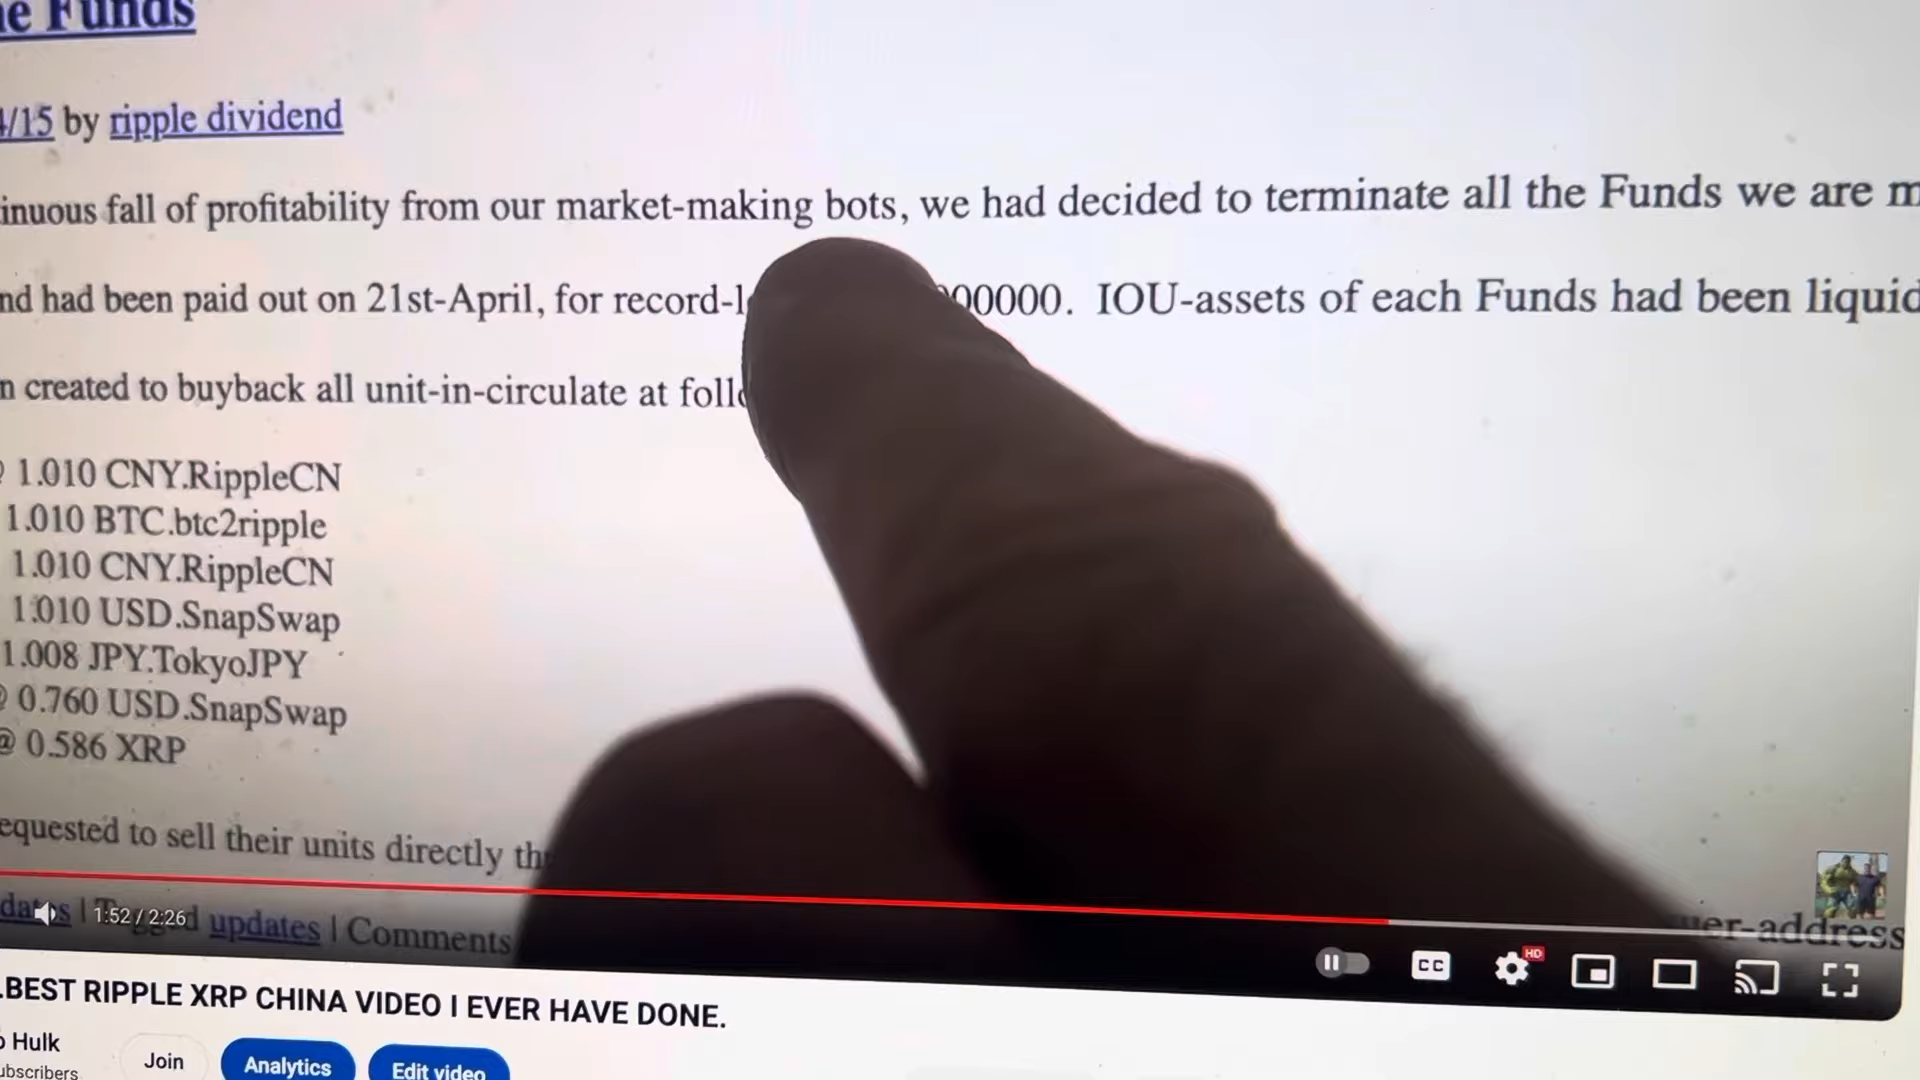 Funds
/15 by ripple dividend
inuous fall of profitability from our market-making bots, we had decided to terminate all the Funds we are m
nd had been paid out on 21st-April, for record-l 00000. IOU-assets of each Funds had been liquid
n created to buyback all unit-in-circulate at foll
1.010 CNY.RippleCN
1.010 BTC.btc2ripple
1.010 CNY.RippleCN
1.010 USD.SnapSwap
1.008 JPY.TokyoJPY
@ 0.760 USD.SnapSwap
@ 0.586 XRP
equested to sell their units directly th
er-address
1:52 / 2:26
updates | Comments
CC
HD
.BEST RIPPLE XRP CHINA VIDEO I EVER HAVE DONE.
Hulk
ubscribers
Join
Analytics
Edit video